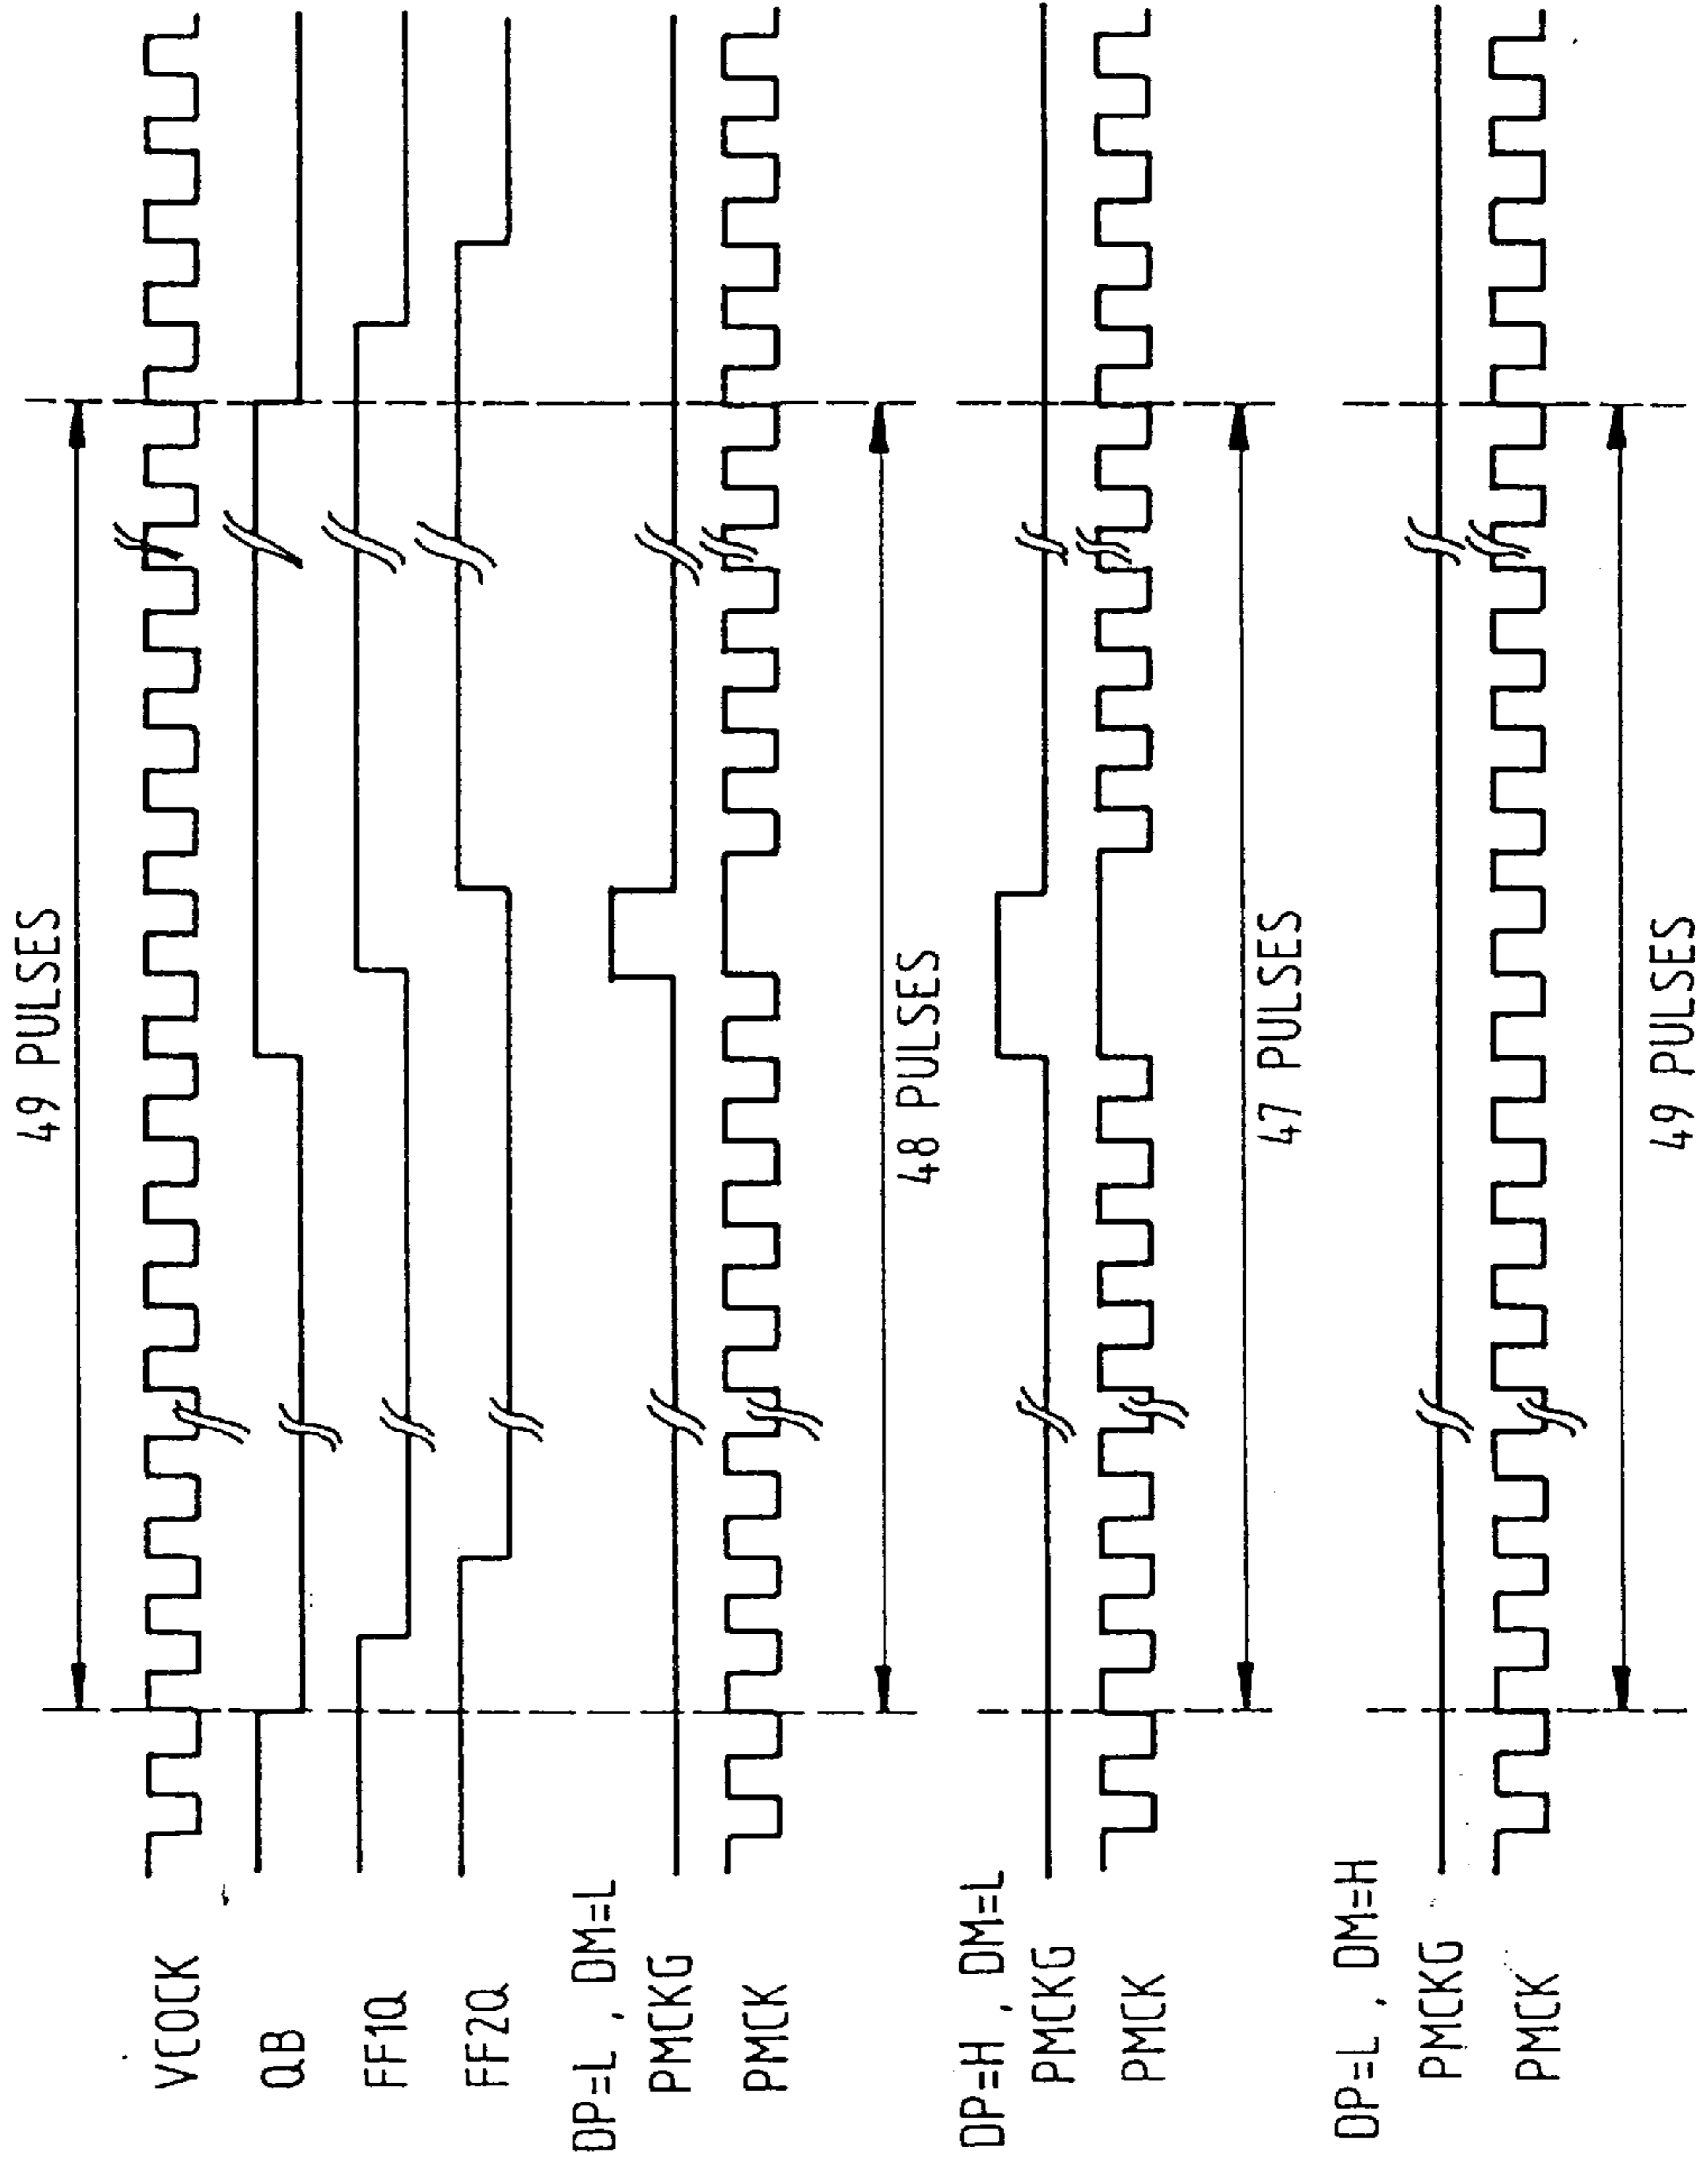 49 PULSES
VCOCK
QB
FF1Q
FF2Q
DP=L , DM=L
PMCKG
PMCK
48 PULSES
DP=H , DM=L
PMCKG
PMCK
47 PULSES
DP=L , DM=H
PMCKG
PMCK
49 PULSES